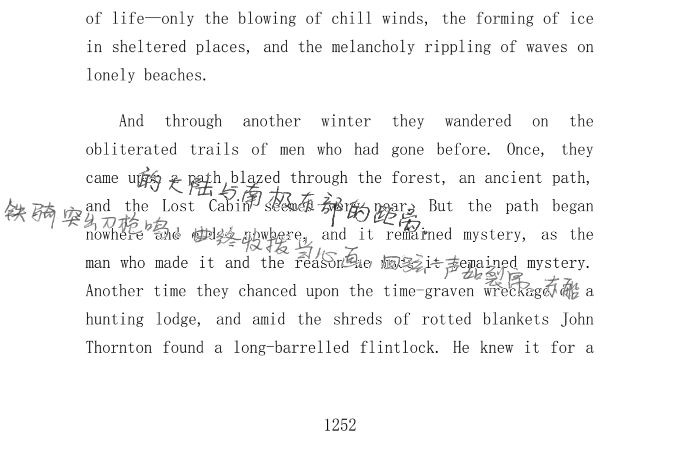 of life—only the blowing of chill winds, the forming of ice
in sheltered places, and the melancholy rippling of waves on
lonely beaches.
And through another winter they wandered on the
obliterated trails of men who had gone before. Once, they
came upon a path blazed through the forest, an ancient path,
的大陆与南极东部的距离。
and the Lost Cabin seemed very near. But the path began
铁骑突出刀枪鸣。曲终收拨当心画,四弦一声如裂帛。东船
nowhere and ended nowhere, and it remained mystery, as the
man who made it and the reason he made it remained mystery.
Another time they chanced upon the time-graven wreckage of a
hunting lodge, and amid the shreds of rotted blankets John
Thornton found a long-barrelled flintlock. He knew it for a
1252